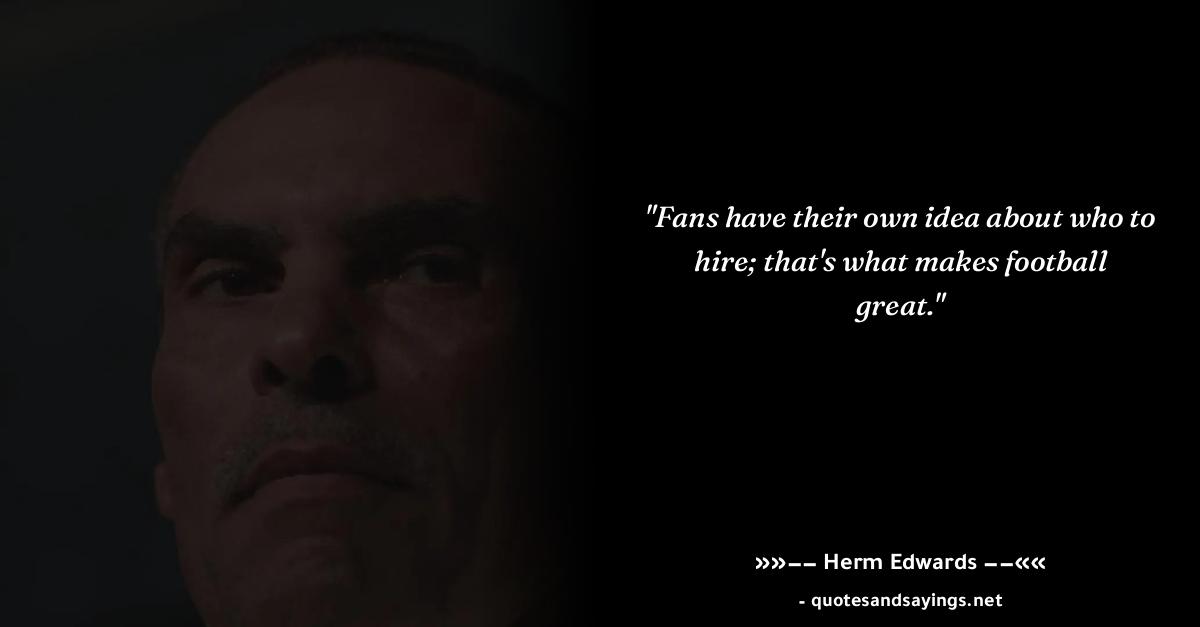 "Fans have their own idea about who to
hire; that's what makes football
great."
»»−− Herm Edwards −−««
- quotesandsayings.net